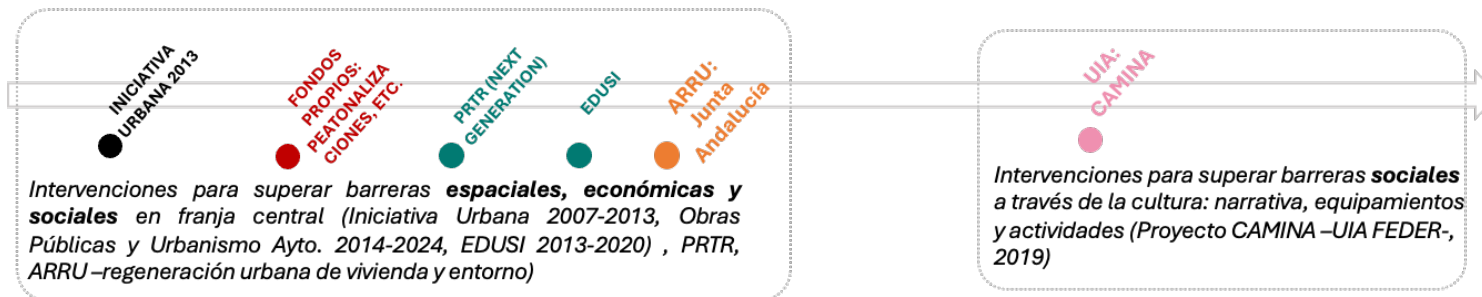 INICIATIVA
URBANA 2013
FONDOS
PROPIOS:
PEATONALIZA
CIONES, ETC.
PRTR (NEXT
GENERATION)
EDUSI
ARRU:
Junta
Andalucía
Intervenciones para superar barreras espaciales, económicas y
sociales en franja central (Iniciativa Urbana 2007-2013, Obras
Públicas y Urbanismo Ayto. 2014-2024, EDUSI 2013-2020) , PRTR,
ARRU –regeneración urbana de vivienda y entorno)
UIA:
CAMINA
Intervenciones para superar barreras sociales
a través de la cultura: narrativa, equipamientos
y actividades (Proyecto CAMINA –UIA FEDER-,
2019)